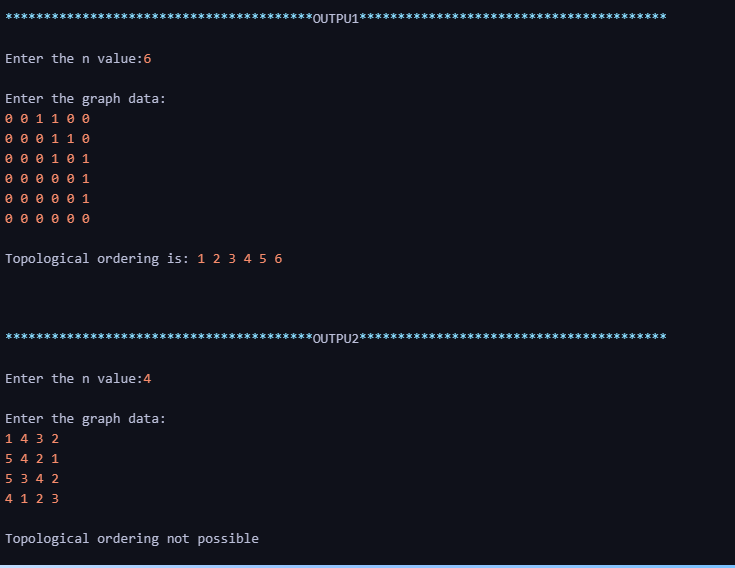 ****************************************OUTPU1****************************************
Enter the n value:6
Enter the graph data:
0 0 1 1 0 0
0 0 0 1 1 0
0 0 0 1 0 1
0 0 0 0 0 1
0 0 0 0 0 1
0 0 0 0 0 0
Topological ordering is: 1 2 3 4 5 6
****************************************OUTPU2****************************************
Enter the n value:4
Enter the graph data:
1 4 3 2
5 4 2 1
5 3 4 2
4 1 2 3
Topological ordering not possible